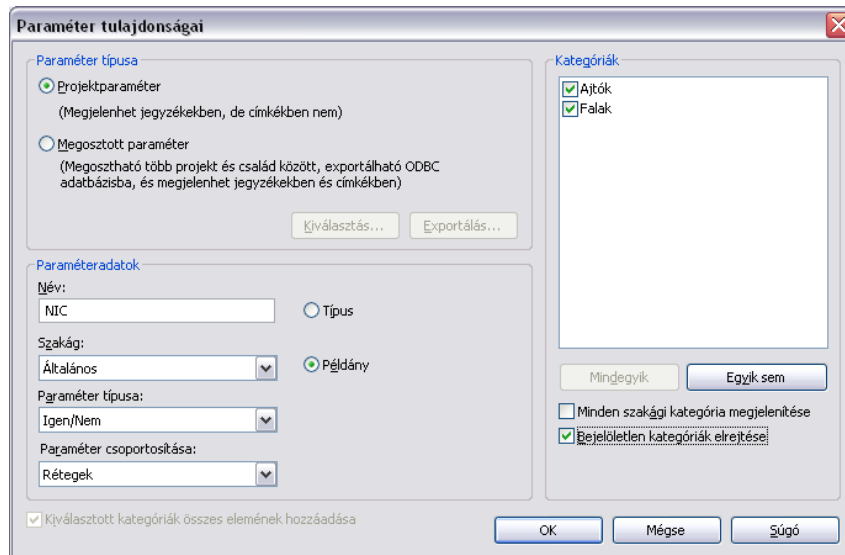 Paraméter tulajdonságai
Paraméter típusa
Projektparaméter
(Megjelenhet jegyzékekben, de címkékben nem)
Megosztott paraméter
(Megosztható több projekt és család között, exportálható ODBC
adatbázisba, és megjelenhet jegyzékekben és címkékben)
Kiválasztás...
Exportálás...
Paraméteradatok
Név:
NIC
Típus
Szakág:
Általános
Példány
Paraméter típusa:
Igen/Nem
Paraméter csoportosítása:
Rétegek
Kiválasztott kategóriák összes elemének hozzáadása
Kategóriák
Ajtók
Falak
Mindegyik
Egyik sem
Minden szakági kategória megjelenítése
Bejelöletlen kategóriák elrejtése
OK
Mégse
Súgó